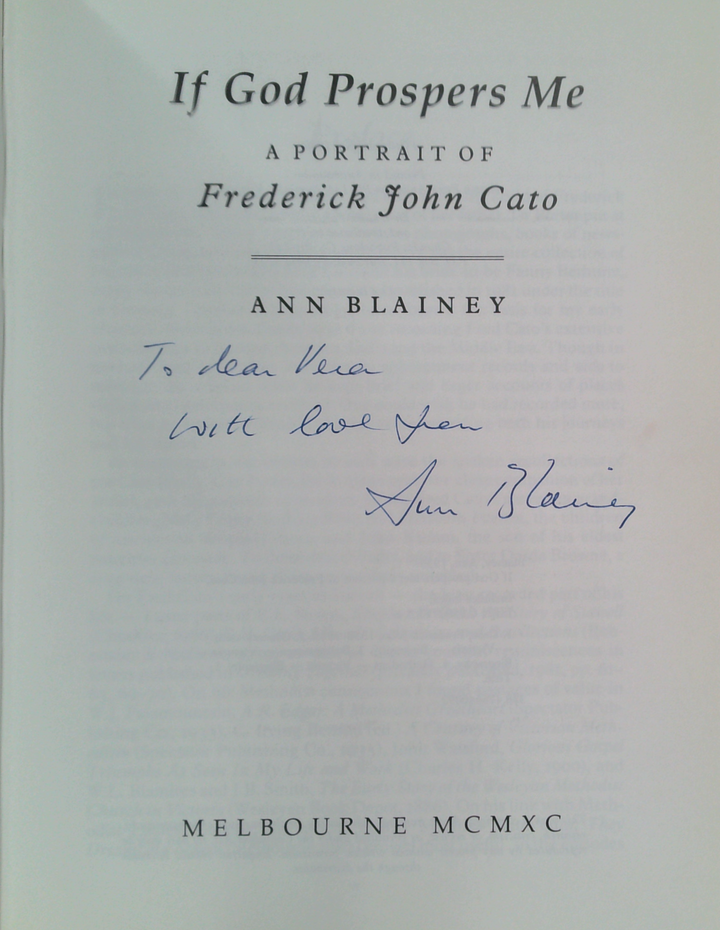 If God Prospers Me
A PORTRAIT OF
Frederick John Cato
ANN BLAINEY
To dear Vera
with love from
Ann Blainey
MELBOURNE MCMXC